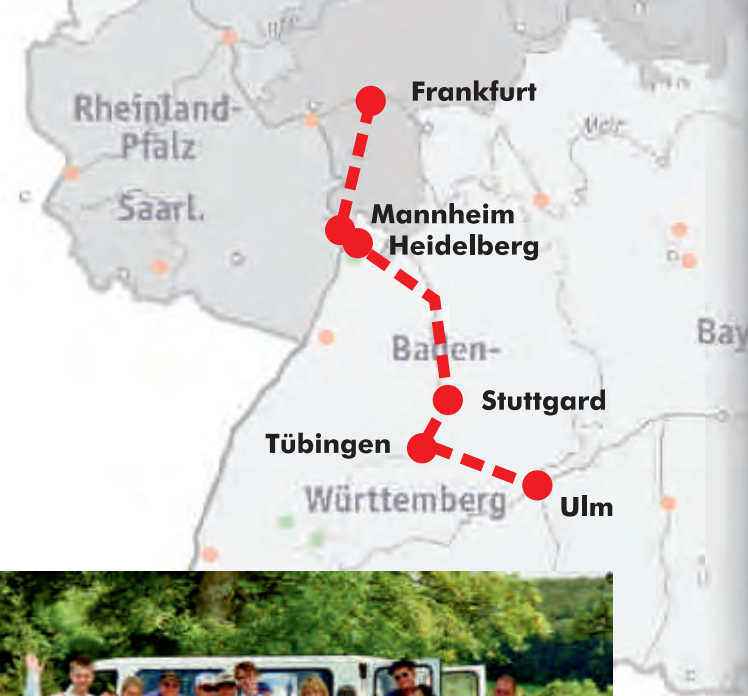 Frankfurt
Rheinland-
Pfalz
Saarl.
Mannheim
Heidelberg
Baden-
Bay
Stuttgard
Tübingen
Württemberg
Ulm